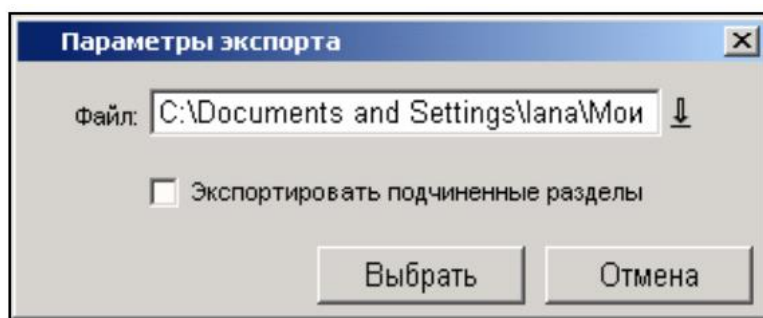 Параметры экспорта
Файл: C:\Documents and Settings\lana\Мои
Экспортировать подчиненные разделы
Выбрать Отмена